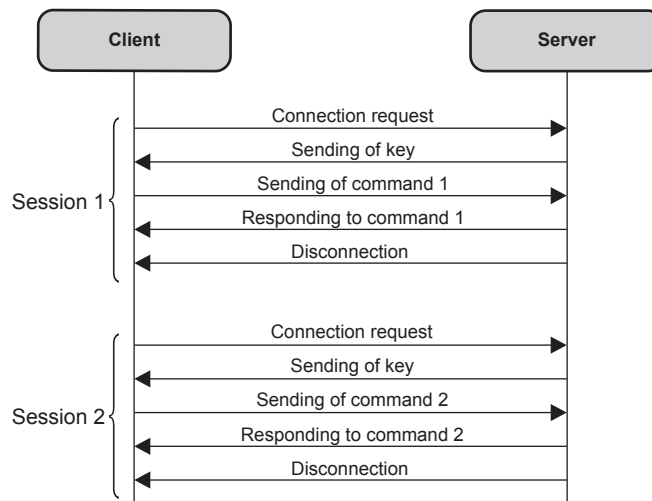 Client
Server
Connection request
Sending of key
Session 1
Sending of command 1
Responding to command 1
Disconnection
Connection request
Sending of key
Session 2
Sending of command 2
Responding to command 2
Disconnection